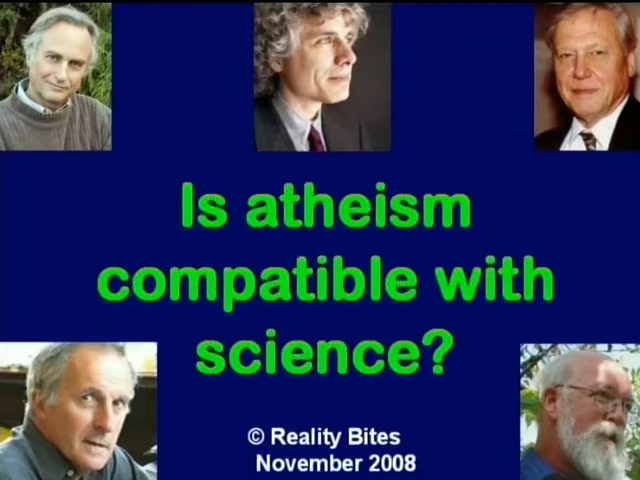 Is atheism
compatible with
science?
© Reality Bites
November 2008